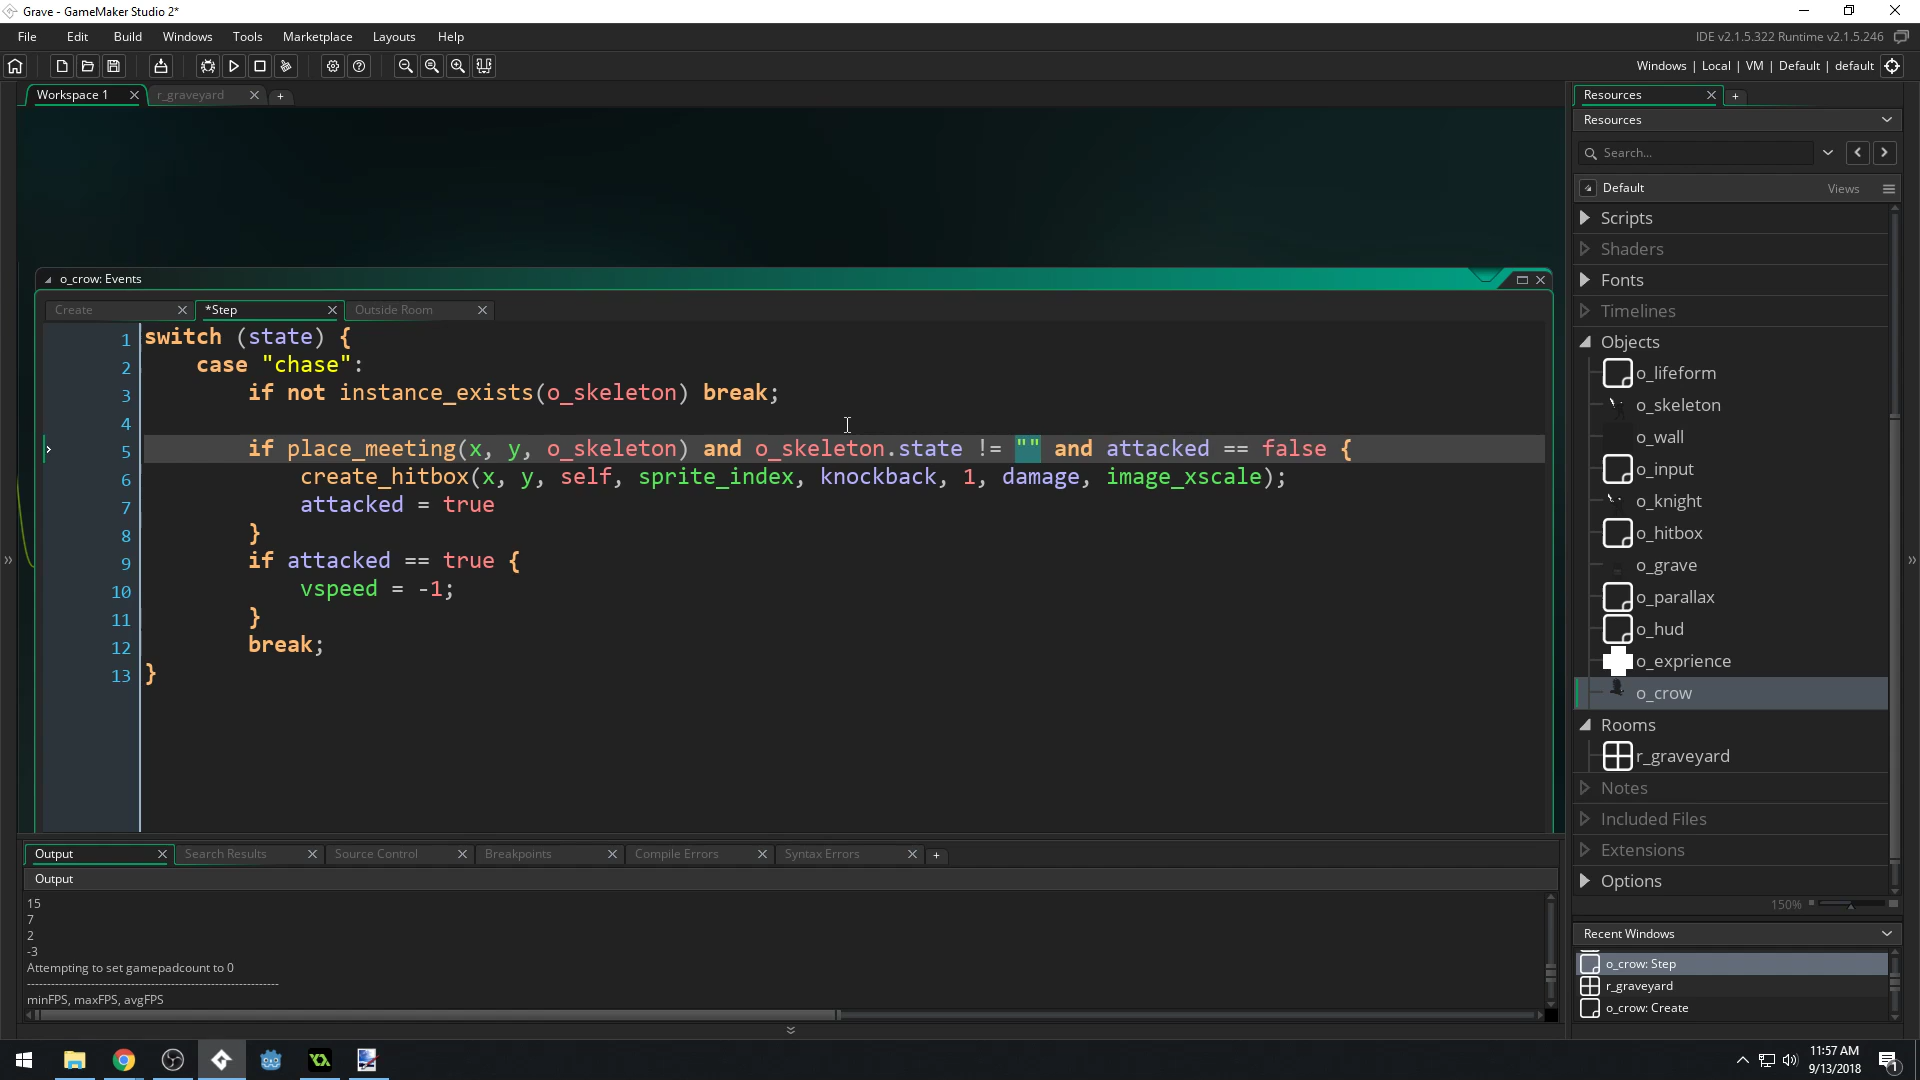 Grave - GameMaker Studio 2*
File Edit Build Windows Tools Marketplace Layouts Help
IDE v2.1.5.322 Runtime v2.1.5.246
Windows | Local | VM | Default | default
Workspace 1
r_graveyard
Resources
Resources
Search...
Default
Views
Scripts
Shaders
Fonts
Timelines
Objects
o_lifeform
o_skeleton
o_wall
o_input
o_knight
o_hitbox
o_grave
o_parallax
o_hud
o_exprience
o_crow
Rooms
r_graveyard
Notes
Included Files
Extensions
Options
150%
Recent Windows
o_crow: Step
r_graveyard
o_crow: Create
o_crow: Events
Create
*Step
Outside Room
1 switch (state) {
2 case "chase":
3 if not instance_exists(o_skeleton) break;
4
5 if place_meeting(x, y, o_skeleton) and o_skeleton.state != "" and attacked == false {
6 create_hitbox(x, y, self, sprite_index, knockback, 1, damage, image_xscale);
7 attacked = true
8 }
9 if attacked == true {
10 vspeed = -1;
11 }
12 break;
13 }
Output
Search Results
Source Control
Breakpoints
Compile Errors
Syntax Errors
Output
15
7
2
-3
Attempting to set gamepadcount to 0
--------------------------------------------------------------
minFPS, maxFPS, avgFPS
11:57 AM
9/13/2018
1